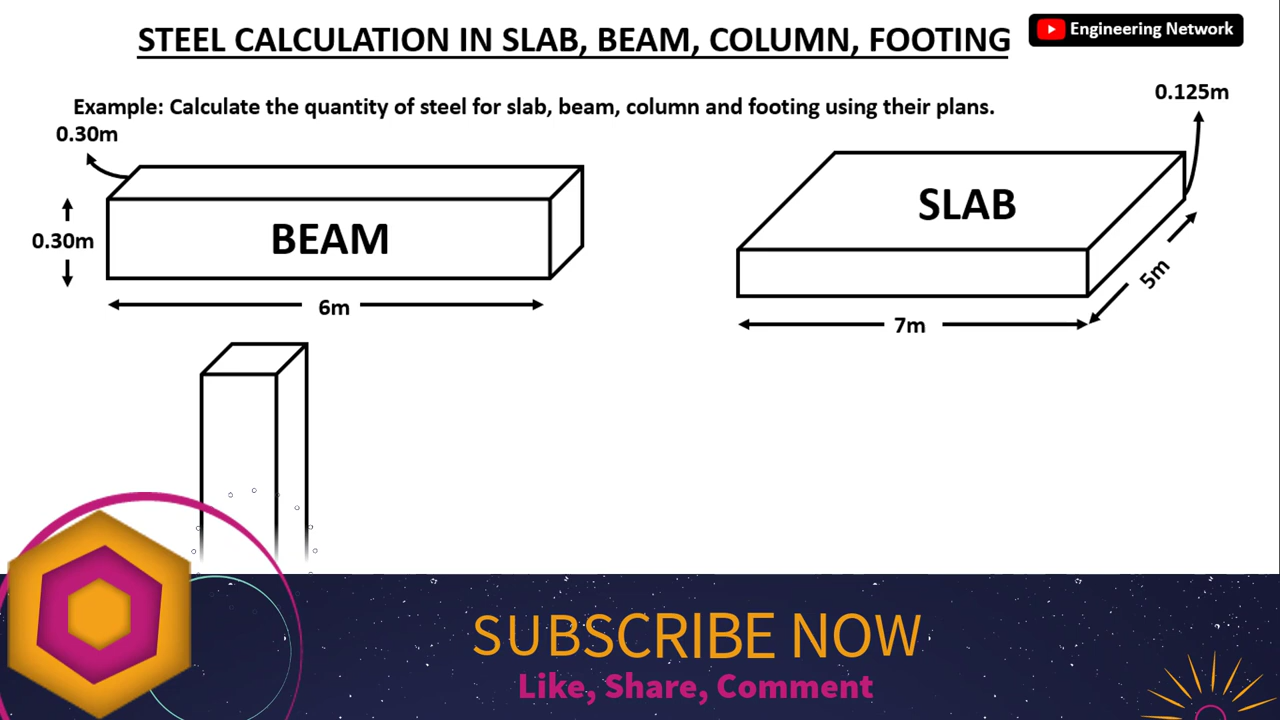 STEEL CALCULATION IN SLAB, BEAM, COLUMN, FOOTING
Engineering Network
Example: Calculate the quantity of steel for slab, beam, column and footing using their plans.
0.30m
0.125m
BEAM
SLAB
0.30m
6m
7m
5m
SUBSCRIBE NOW
Like, Share, Comment